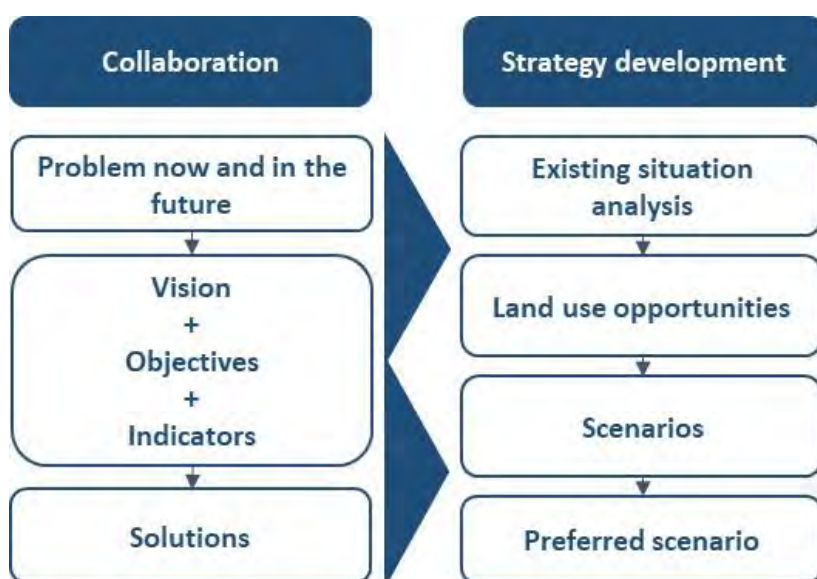 Collaboration
Problem now and in the
future
Vision
+
Objectives
+
Indicators
Solutions
Strategy development
Existing situation
analysis
Land use opportunities
Scenarios
Preferred scenario